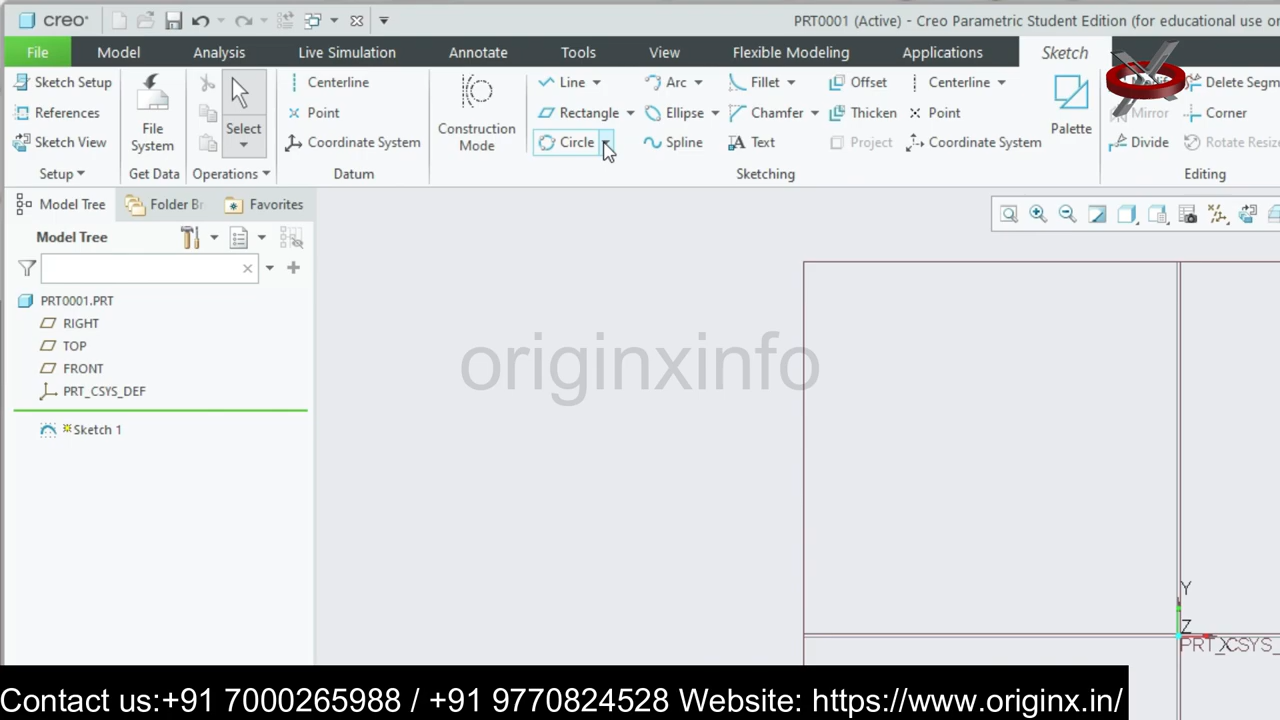 creo®
PRT0001 (Active) - Creo Parametric Student Edition (for educational use o
File Model Analysis Live Simulation Annotate Tools View Flexible Modeling Applications Sketch
Sketch Setup
References
Sketch View
Setup
File System
Get Data
Select
Operations
Centerline
Point
Coordinate System
Datum
Construction Mode
Line Arc Fillet Offset Centerline
Rectangle Ellipse Chamfer Thicken Point
Circle Spline Text Project Coordinate System
Palette
Sketching
Delete Segm
Mirror Corner
Divide Rotate Resize
Editing
Model Tree Folder Br Favorites
Model Tree
PRT0001.PRT
RIGHT
TOP
FRONT
PRT_CSYS_DEF
Sketch 1
originxinfo
Y
Z
X
PRT_CSYS_
Contact us:+91 7000265988 / +91 9770824528 Website: https://www.originx.in/